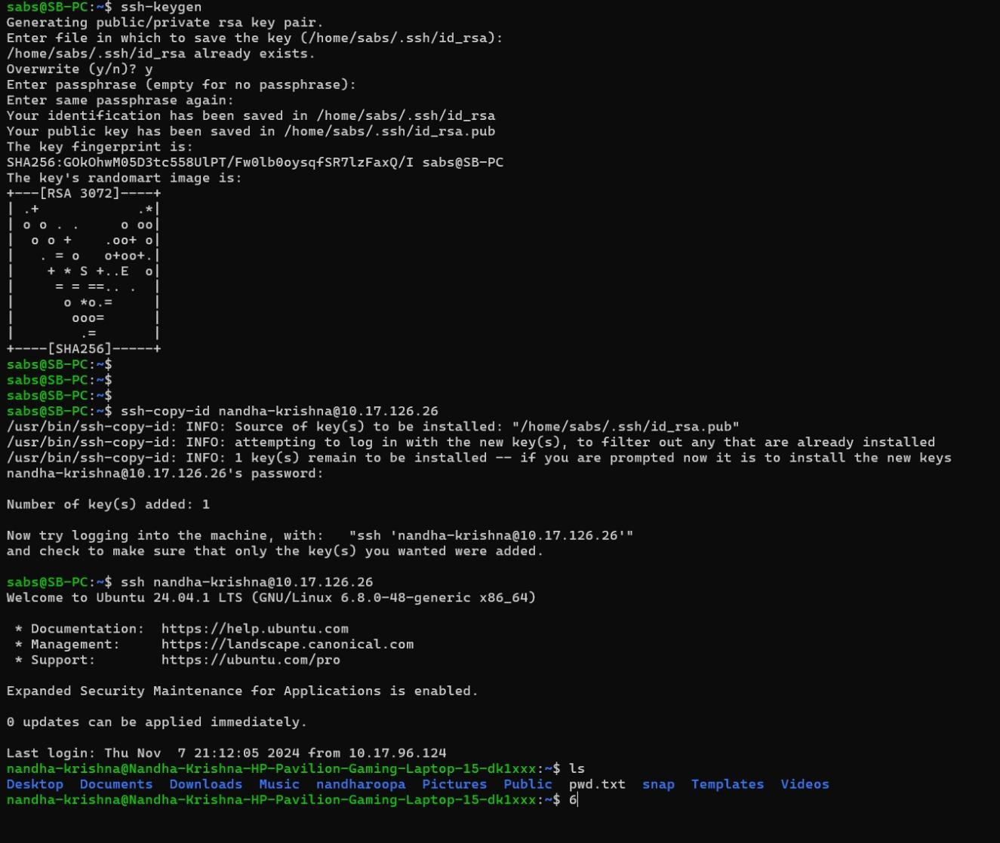 sabs@SB-PC:~$ ssh-keygen
Generating public/private rsa key pair.
Enter file in which to save the key (/home/sabs/.ssh/id_rsa):
/home/sabs/.ssh/id_rsa already exists.
Overwrite (y/n)? y
Enter passphrase (empty for no passphrase):
Enter same passphrase again:
Your identification has been saved in /home/sabs/.ssh/id_rsa
Your public key has been saved in /home/sabs/.ssh/id_rsa.pub
The key fingerprint is:
SHA256:GOkOhwM05D3tc558UlPT/Fw0lb0oysqfSR7lzFaxQ/I sabs@SB-PC
The key's randomart image is:
+---[RSA 3072]----+
| .+            .*|
| o o . .     o oo|
|  o o +    .oo+ o|
|   . = o   o+oo+.|
|    + * S +..E  o|
|     = = ==.. .  |
|      o *o.=     |
|       ooo=      |
|        .=       |
+----[SHA256]-----+
sabs@SB-PC:~$
sabs@SB-PC:~$
sabs@SB-PC:~$
sabs@SB-PC:~$ ssh-copy-id nandha-krishna@10.17.126.26
/usr/bin/ssh-copy-id: INFO: Source of key(s) to be installed: "/home/sabs/.ssh/id_rsa.pub"
/usr/bin/ssh-copy-id: INFO: attempting to log in with the new key(s), to filter out any that are already installed
/usr/bin/ssh-copy-id: INFO: 1 key(s) remain to be installed -- if you are prompted now it is to install the new keys
nandha-krishna@10.17.126.26's password:
Number of key(s) added: 1
Now try logging into the machine, with:   "ssh 'nandha-krishna@10.17.126.26'"
and check to make sure that only the key(s) you wanted were added.
sabs@SB-PC:~$ ssh nandha-krishna@10.17.126.26
Welcome to Ubuntu 24.04.1 LTS (GNU/Linux 6.8.0-48-generic x86_64)
 * Documentation:  https://help.ubuntu.com
 * Management:     https://landscape.canonical.com
 * Support:        https://ubuntu.com/pro
Expanded Security Maintenance for Applications is enabled.
0 updates can be applied immediately.
Last login: Thu Nov  7 21:12:05 2024 from 10.17.96.124
nandha-krishna@Nandha-Krishna-HP-Pavilion-Gaming-Laptop-15-dk1xxx:~$ ls
Desktop  Documents  Downloads  Music  nandharoopa  Pictures  Public  pwd.txt  snap  Templates  Videos
nandha-krishna@Nandha-Krishna-HP-Pavilion-Gaming-Laptop-15-dk1xxx:~$ 6